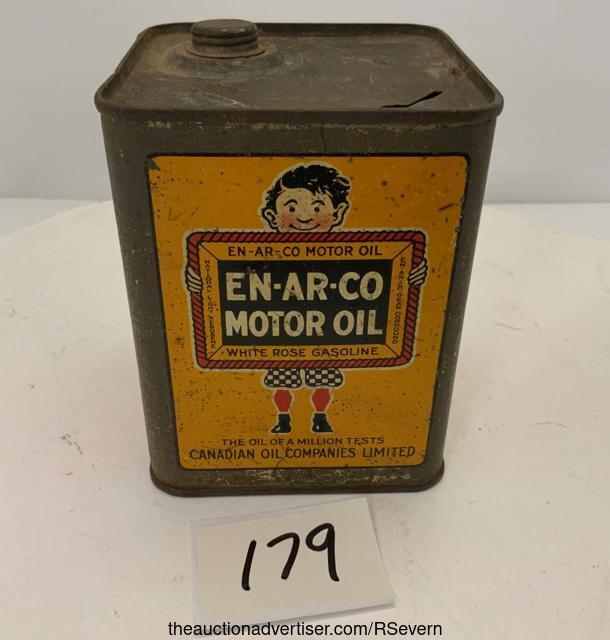 EN-AR-CO MOTOR OIL
EN-AR-CO
MOTOR OIL
WHITE ROSE GASOLINE
THE OIL OF A MILLION TESTS
CANADIAN OIL COMPANIES LIMITED
179
theauctionadvertiser.com/RSevern